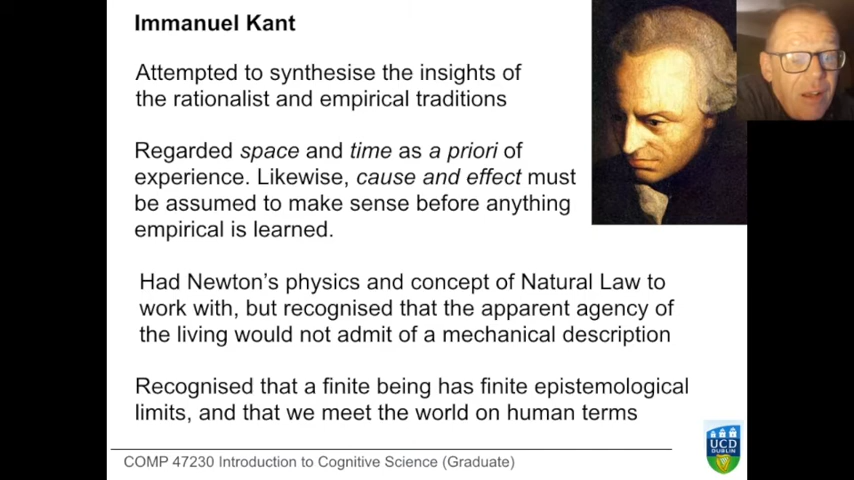 Immanuel Kant
Attempted to synthesise the insights of
the rationalist and empirical traditions
Regarded space and time as a priori of
experience. Likewise, cause and effect must
be assumed to make sense before anything
empirical is learned.
Had Newton's physics and concept of Natural Law to
work with, but recognised that the apparent agency of
the living would not admit of a mechanical description
Recognised that a finite being has finite epistemological
limits, and that we meet the world on human terms
COMP 47230 Introduction to Cognitive Science (Graduate)
UCD
DUBLIN